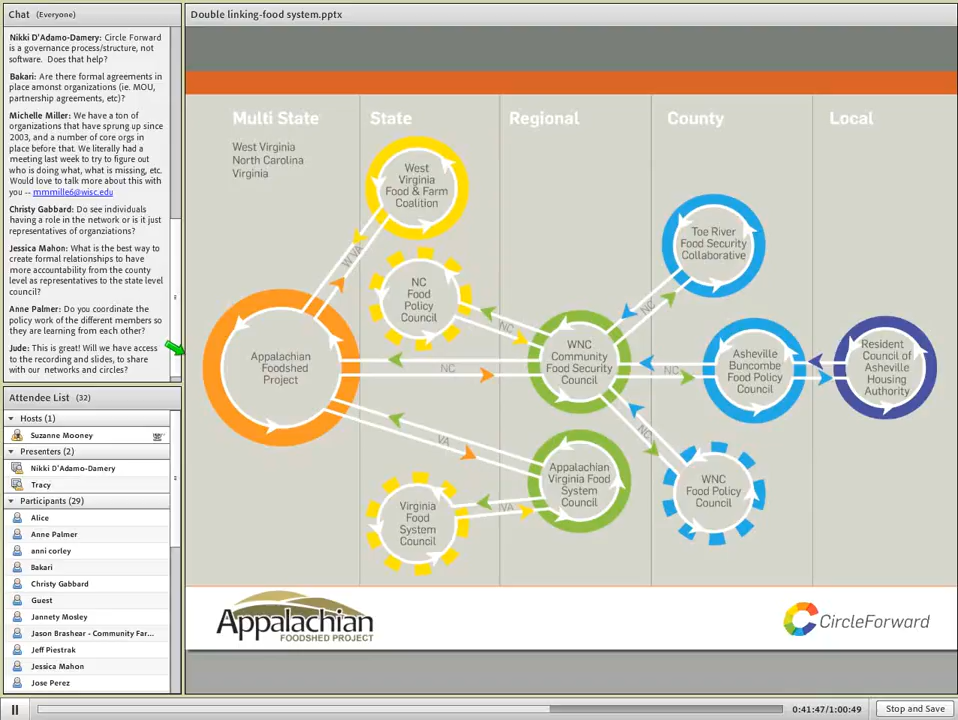 Chat (Everyone)
Nikki D'Adamo-Damery: Circle Forward
is a governance process/structure, not
software. Does that help?
Bakari: Are there formal agreements in
place amonst organizations (ie. MOU,
partnership agreements, etc)?
Michelle Miller: We have a ton of
organizations that have sprung up since
2003, and a number of core orgs in
place before that. We literally had a
meeting last week to try to figure out
who is doing what, what is missing, etc.
Would love to talk more about this with
you -- mmmille6@wisc.edu
Christy Gabbard: Do see individuals
having a role in the network or is it just
representatives of organziations?
Jessica Mahon: What is the best way to
create formal relationships to have
more accountability from the county
level as representatives to the state level
council?
Anne Palmer: Do you coordinate the
policy work of the different members so
they are learning from each other?
Jude: This is great! Will we have access
to the recording and slides, to share
with our networks and circles?
Attendee List (32)
Hosts (1)
Suzanne Mooney
Presenters (2)
Nikki D'Adamo-Damery
Tracy
Participants (29)
Alice
Anne Palmer
anni corley
Bakari
Christy Gabbard
Guest
Jannety Mosley
Jason Brashear - Community Far...
Jeff Piestrak
Jessica Mahon
Jose Perez
Double linking-food system.pptx
Multi State
State
Regional
County
Local
West Virginia
North Carolina
Virginia
West
Virginia
Food & Farm
Coalition
W VA
NC
Food
Policy
Council
NC
Appalachian
Foodshed
Project
NC
VA
Virginia
Food
System
Council
WNC
Community
Food Security
Council
Appalachian
Virginia Food
System
Council
Toe River
Food Security
Collaborative
NC
Asheville
Buncombe
Food Policy
Council
NC
NC
WNC
Food Policy
Council
Resident
Council of
Asheville
Housing
Authority
Appalachian
FOODSHED PROJECT
CircleForward
0:41:47/1:00:49
Stop and Save